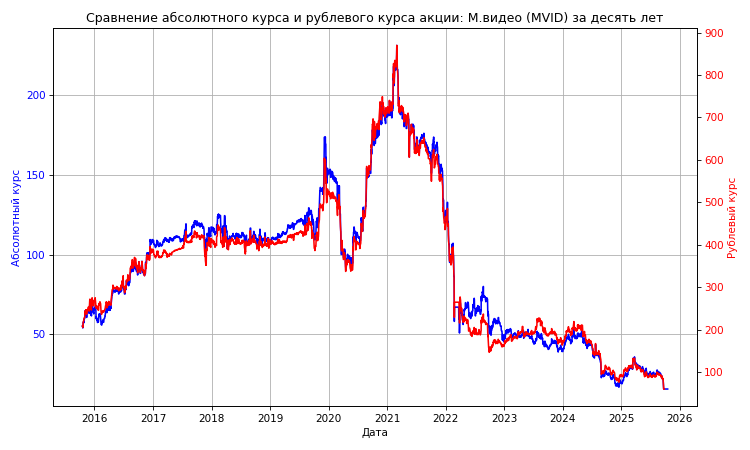 Сравнение абсолютного курса и рублевого курса акции: М.видео (MVID) за десять лет
Абсолютный курс
200
150
100
50
Рублевый курс
900
800
700
600
500
400
300
200
100
2016 2017 2018 2019 2020 2021 2022 2023 2024 2025 2026
Дата